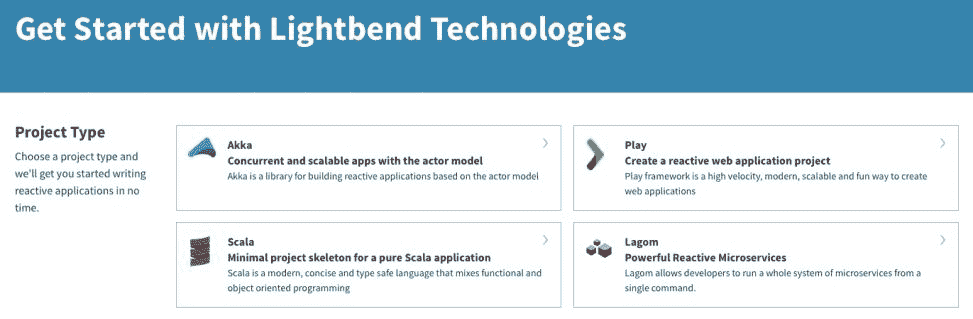 Get Started with Lightbend Technologies
Project Type
Choose a project type and
we'll get you started writing
reactive applications in no
time.
Akka
Concurrent and scalable apps with the actor model
Akka is a library for building reactive applications based on the actor model
Play
Create a reactive web application project
Play framework is a high velocity, modern, scalable and fun way to create
web applications
Scala
Minimal project skeleton for a pure Scala application
Scala is a modern, concise and type safe language that mixes functional and
object oriented programming
Lagom
Powerful Reactive Microservices
Lagom allows developers to run a whole system of microservices from a
single command.